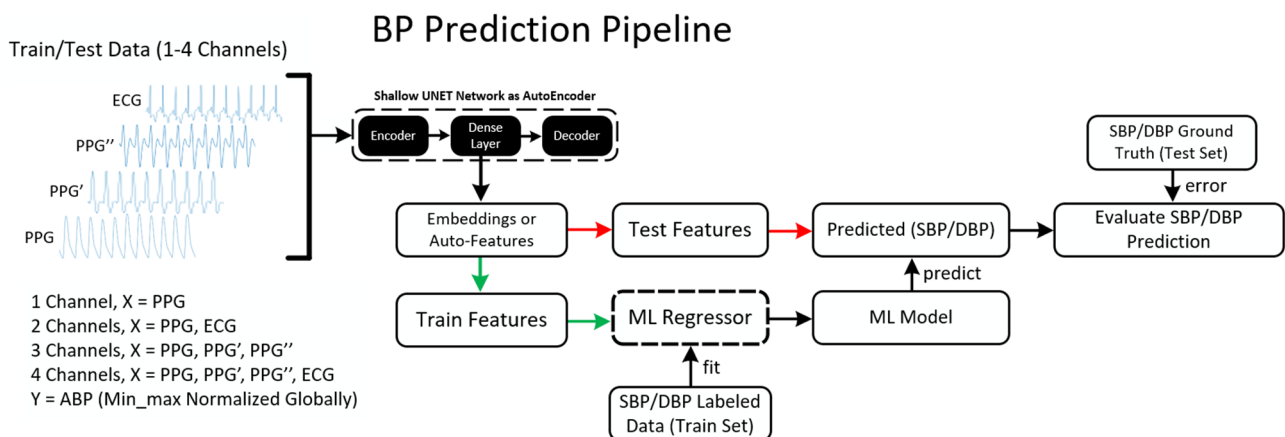 BP Prediction Pipeline
Train/Test Data (1-4 Channels)
ECG
PPG''
PPG'
PPG
1 Channel, X = PPG
2 Channels, X = PPG, ECG
3 Channels, X = PPG, PPG', PPG''
4 Channels, X = PPG, PPG', PPG'', ECG
Y = ABP (Min_max Normalized Globally)
Shallow UNET Network as AutoEncoder
Encoder
Dense
Layer
Decoder
Embeddings or
Auto-Features
Test Features
Predicted (SBP/DBP)
SBP/DBP Ground
Truth (Test Set)
error
Evaluate SBP/DBP
Prediction
Train Features
ML Regressor
ML Model
predict
fit
SBP/DBP Labeled
Data (Train Set)